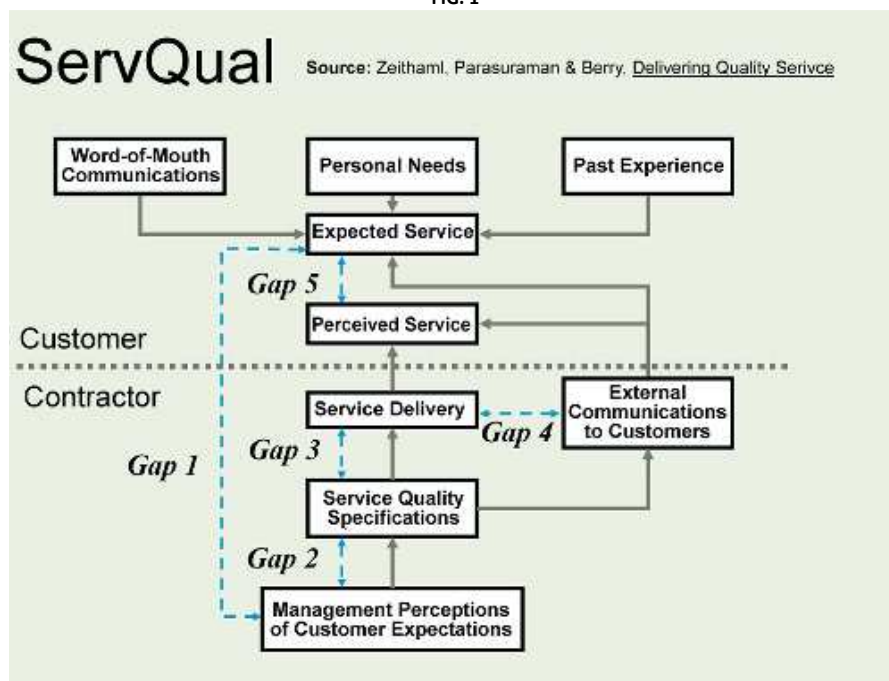 FIG. 1
ServQual
Source: Zeithaml, Parasuraman & Berry, Delivering Quality Serivce
Word-of-Mouth
Communications
Personal Needs
Past Experience
Expected Service
Gap 5
Perceived Service
Customer
Contractor
Service Delivery
External
Communications
to Customers
Gap 4
Gap 3
Gap 1
Service Quality
Specifications
Gap 2
Management Perceptions
of Customer Expectations